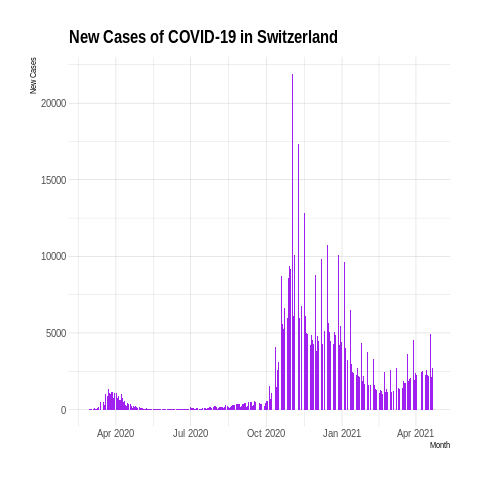 New Cases of COVID-19 in Switzerland
New Cases
20000
15000
10000
5000
0
Apr 2020 Jul 2020 Oct 2020 Jan 2021 Apr 2021
Month